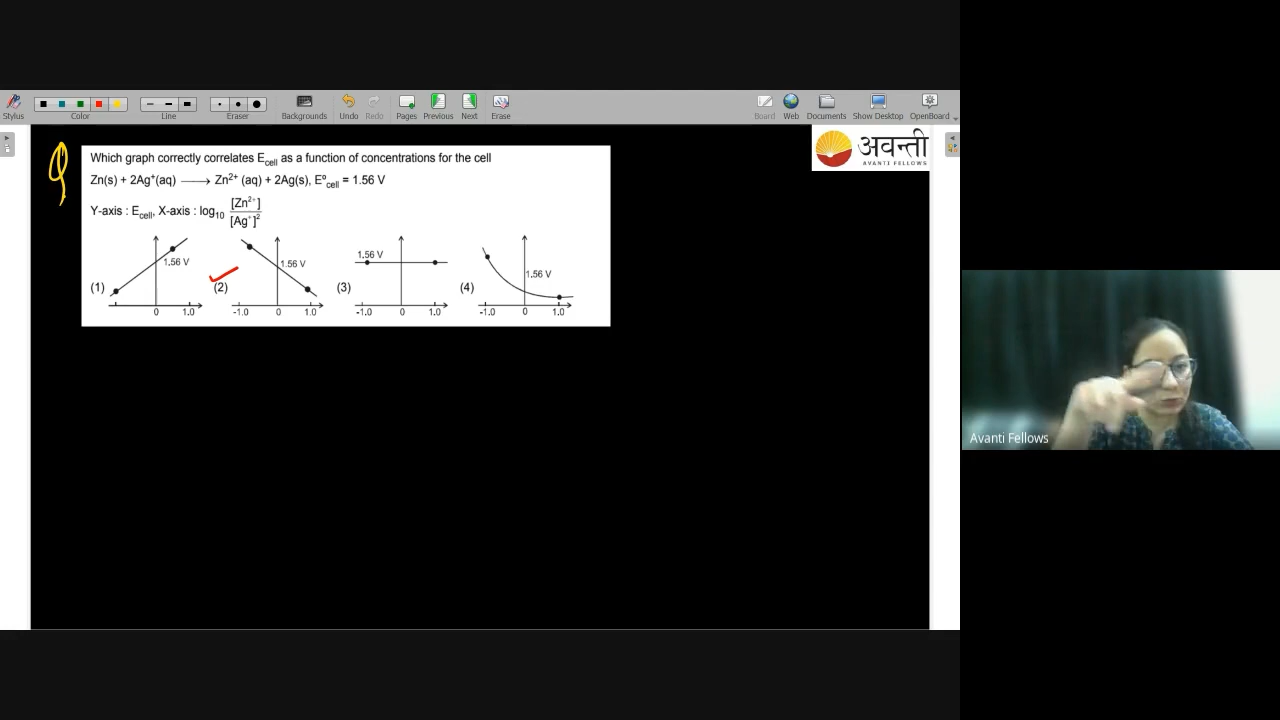 Stylus
Color
Line
Eraser
Backgrounds
Undo
Redo
Pages
Previous
Next
Erase
Board
Web
Documents
Show Desktop
OpenBoard
अवन्ती
AVANTI FELLOWS
Q
Which graph correctly correlates E_cell as a function of concentrations for the cell
Zn(s) + 2Ag⁺(aq) ⟶ Zn²⁺ (aq) + 2Ag(s), E°_cell = 1.56 V
Y-axis : E_cell, X-axis : log₁₀ [Zn²⁺]/[Ag⁺]²
(1) 1.56 V 0 1.0
(2) 1.56 V -1.0 0 1.0
(3) 1.56 V -1.0 0 1.0
(4) 1.56 V -1.0 0 1.0
Avanti Fellows